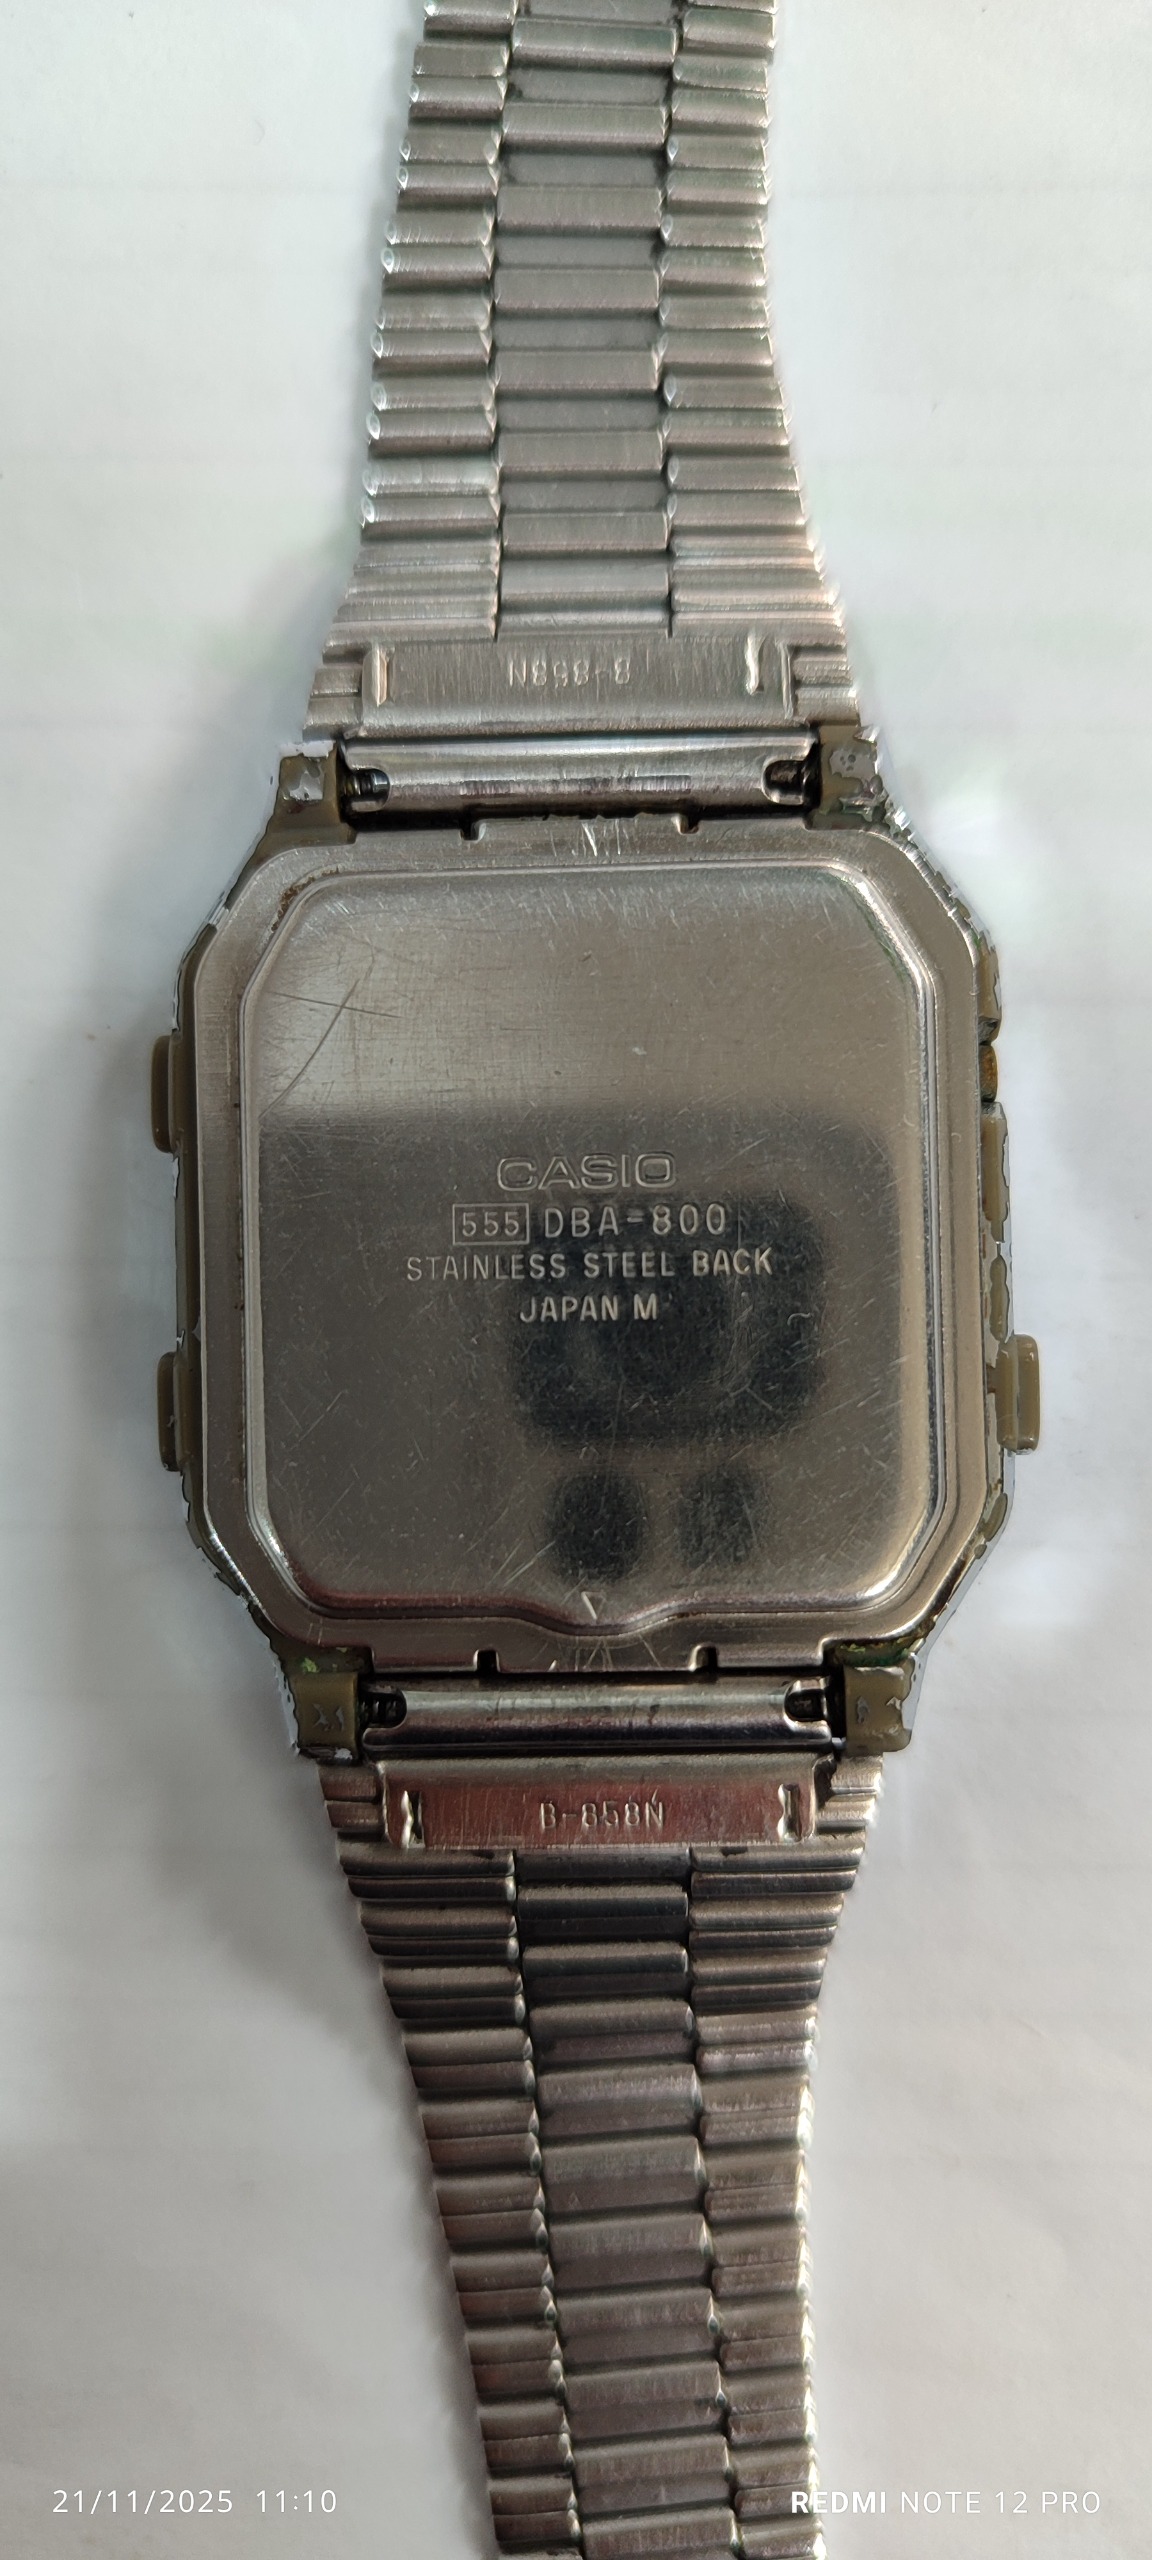 B-858N
CASIO
555 DBA-800
STAINLESS STEEL BACK
JAPAN M
B-858N
21/11/2025 11:10
REDMI NOTE 12 PRO